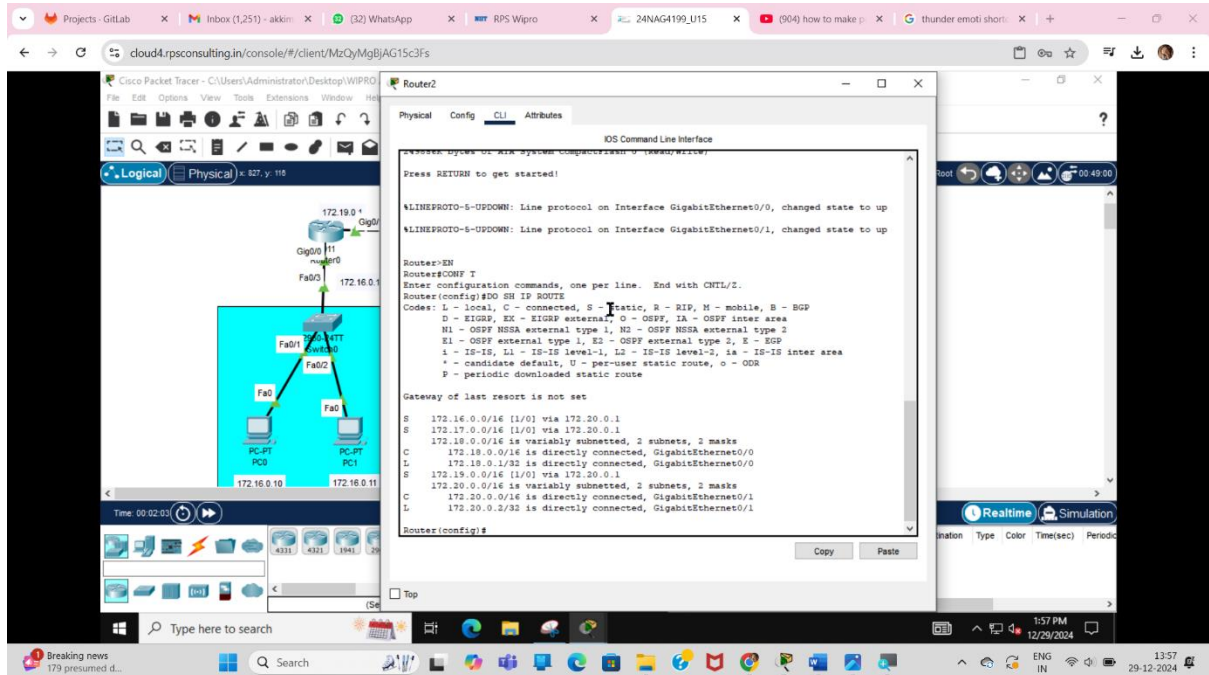 Projects · GitLab
Inbox (1,251) - akkim
(32) WhatsApp
RPS Wipro
24NAG4199_U15
(904) how to make p
thunder emoti short
cloud4.rpsconsulting.in/console/#/client/MzQyMgBjAG15c3Fs
Cisco Packet Tracer - C:\Users\Administrator\Desktop\WIPRO
File Edit Options View Tools Extensions Window Hel
Logical
Physical
x: 827, y: 118
Root
00:49:00
172.19.0
Gig0/
Gig0/0
Fa0/3
172.16.0.1
Fa0/1
Fa0/2
Fa0
Fa0
PC-PT
PC0
PC-PT
PC1
172.16.0.10
172.16.0.11
Router2
Physical Config CLI Attributes
IOS Command Line Interface
Press RETURN to get started!
%LINEPROTO-5-UPDOWN: Line protocol on Interface GigabitEthernet0/0, changed state to up
%LINEPROTO-5-UPDOWN: Line protocol on Interface GigabitEthernet0/1, changed state to up
Router>EN
Router#CONF T
Enter configuration commands, one per line. End with CNTL/Z.
Router(config)#DO SH IP ROUTE
Codes: L - local, C - connected, S - static, R - RIP, M - mobile, B - BGP
D - EIGRP, EX - EIGRP external, O - OSPF, IA - OSPF inter area
N1 - OSPF NSSA external type 1, N2 - OSPF NSSA external type 2
E1 - OSPF external type 1, E2 - OSPF external type 2, E - EGP
i - IS-IS, L1 - IS-IS level-1, L2 - IS-IS level-2, ia - IS-IS inter area
* - candidate default, U - per-user static route, o - ODR
P - periodic downloaded static route
Gateway of last resort is not set
S 172.16.0.0/16 [1/0] via 172.20.0.1
S 172.17.0.0/16 [1/0] via 172.20.0.1
172.18.0.0/16 is variably subnetted, 2 subnets, 2 masks
C 172.18.0.0/16 is directly connected, GigabitEthernet0/0
L 172.18.0.1/32 is directly connected, GigabitEthernet0/0
S 172.19.0.0/16 [1/0] via 172.20.0.1
172.20.0.0/16 is variably subnetted, 2 subnets, 2 masks
C 172.20.0.0/16 is directly connected, GigabitEthernet0/1
L 172.20.0.2/32 is directly connected, GigabitEthernet0/1
Router(config)#
Copy
Paste
Top
Time: 00:02:03
Realtime
Simulation
4331 4321 1941 29
(Se
ination Type Color Time(sec) Periodic
Type here to search
1:57 PM
12/29/2024
Breaking news
179 presumed d...
Search
ENG
IN
13:57
29-12-2024